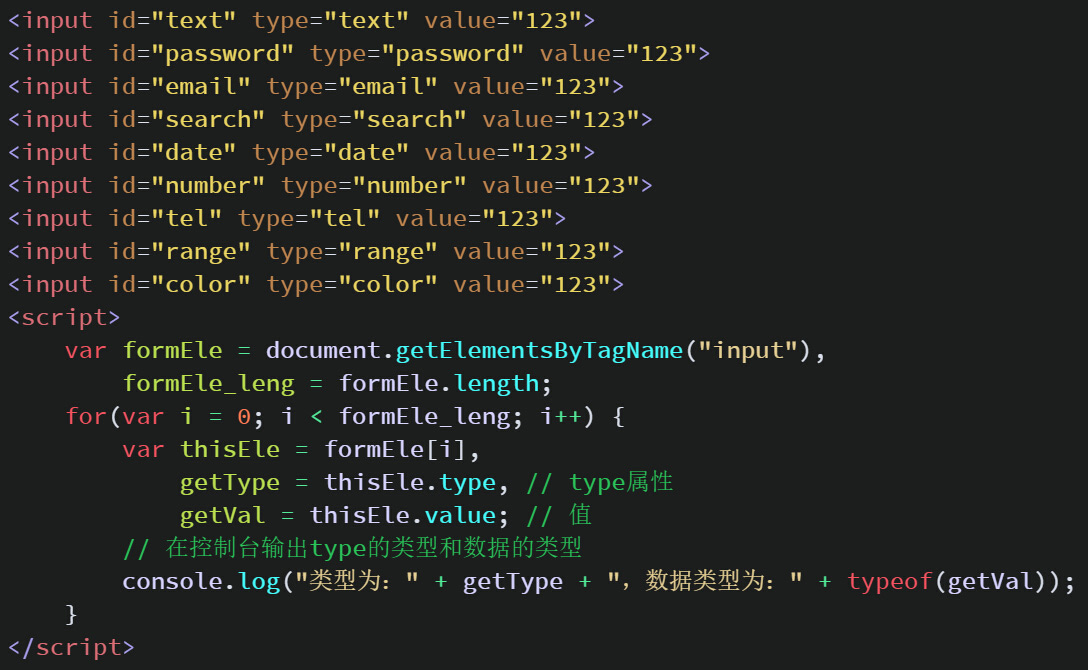 <input id="text" type="text" value="123">
<input id="password" type="password" value="123">
<input id="email" type="email" value="123">
<input id="search" type="search" value="123">
<input id="date" type="date" value="123">
<input id="number" type="number" value="123">
<input id="tel" type="tel" value="123">
<input id="range" type="range" value="123">
<input id="color" type="color" value="123">
<script>
    var formEle = document.getElementsByTagName("input"),
        formEle_leng = formEle.length;
    for(var i = 0; i < formEle_leng; i++) {
        var thisEle = formEle[i],
            getType = thisEle.type, // type属性
            getVal = thisEle.value; // 值
        // 在控制台输出type的类型和数据的类型
        console.log("类型为：" + getType + "，数据类型为：" + typeof(getVal));
    }
</script>